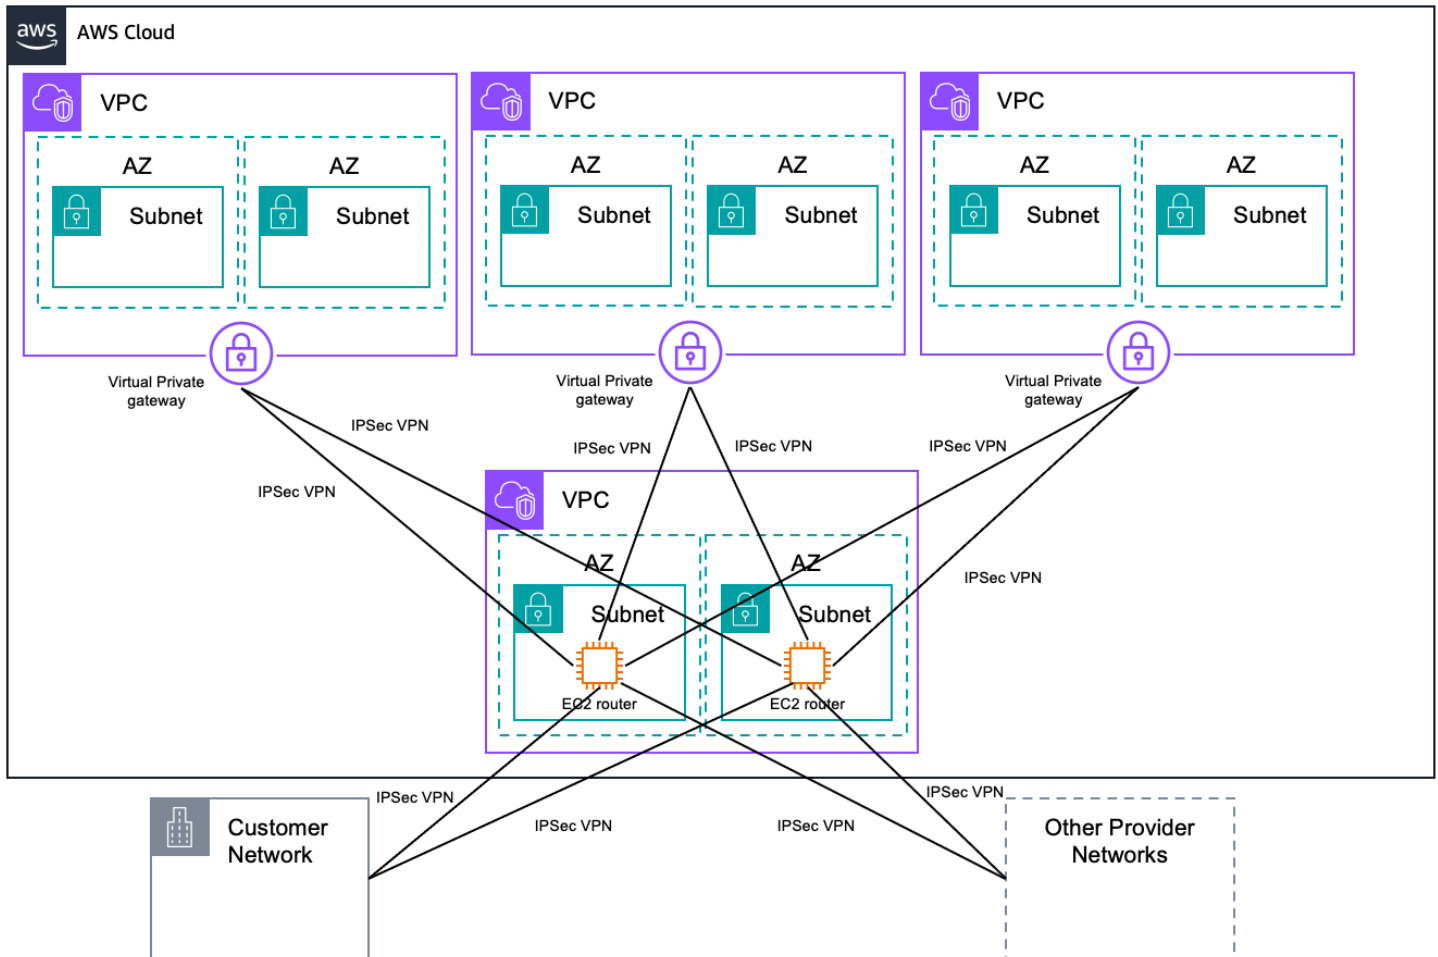 aws
AWS Cloud
VPC
VPC
VPC
AZ
AZ
AZ
AZ
AZ
AZ
Subnet
Subnet
Subnet
Subnet
Subnet
Subnet
Virtual Private
gateway
Virtual Private
gateway
Virtual Private
gateway
IPSec VPN
IPSec VPN
IPSec VPN
IPSec VPN
IPSec VPN
IPSec VPN
VPC
AZ
AZ
Subnet
Subnet
EC2 router
EC2 router
IPSec VPN
IPSec VPN
IPSec VPN
IPSec VPN
Customer
Network
Other Provider
Networks